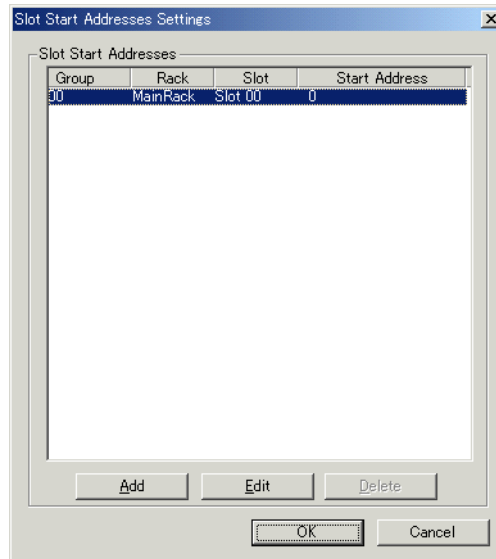 Slot Start Addresses Settings
Slot Start Addresses
Group Rack Slot Start Address
00 MainRack Slot 00 0
Add Edit Delete
OK Cancel